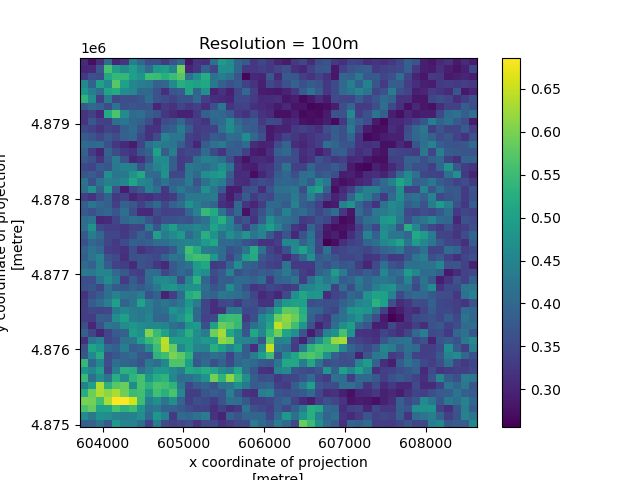 Resolution = 100m
1e6
4.879
4.878
4.877
4.876
4.875
y coordinate of projection
[metre]
604000 605000 606000 607000 608000
x coordinate of projection
[metre]
0.65
0.60
0.55
0.50
0.45
0.40
0.35
0.30